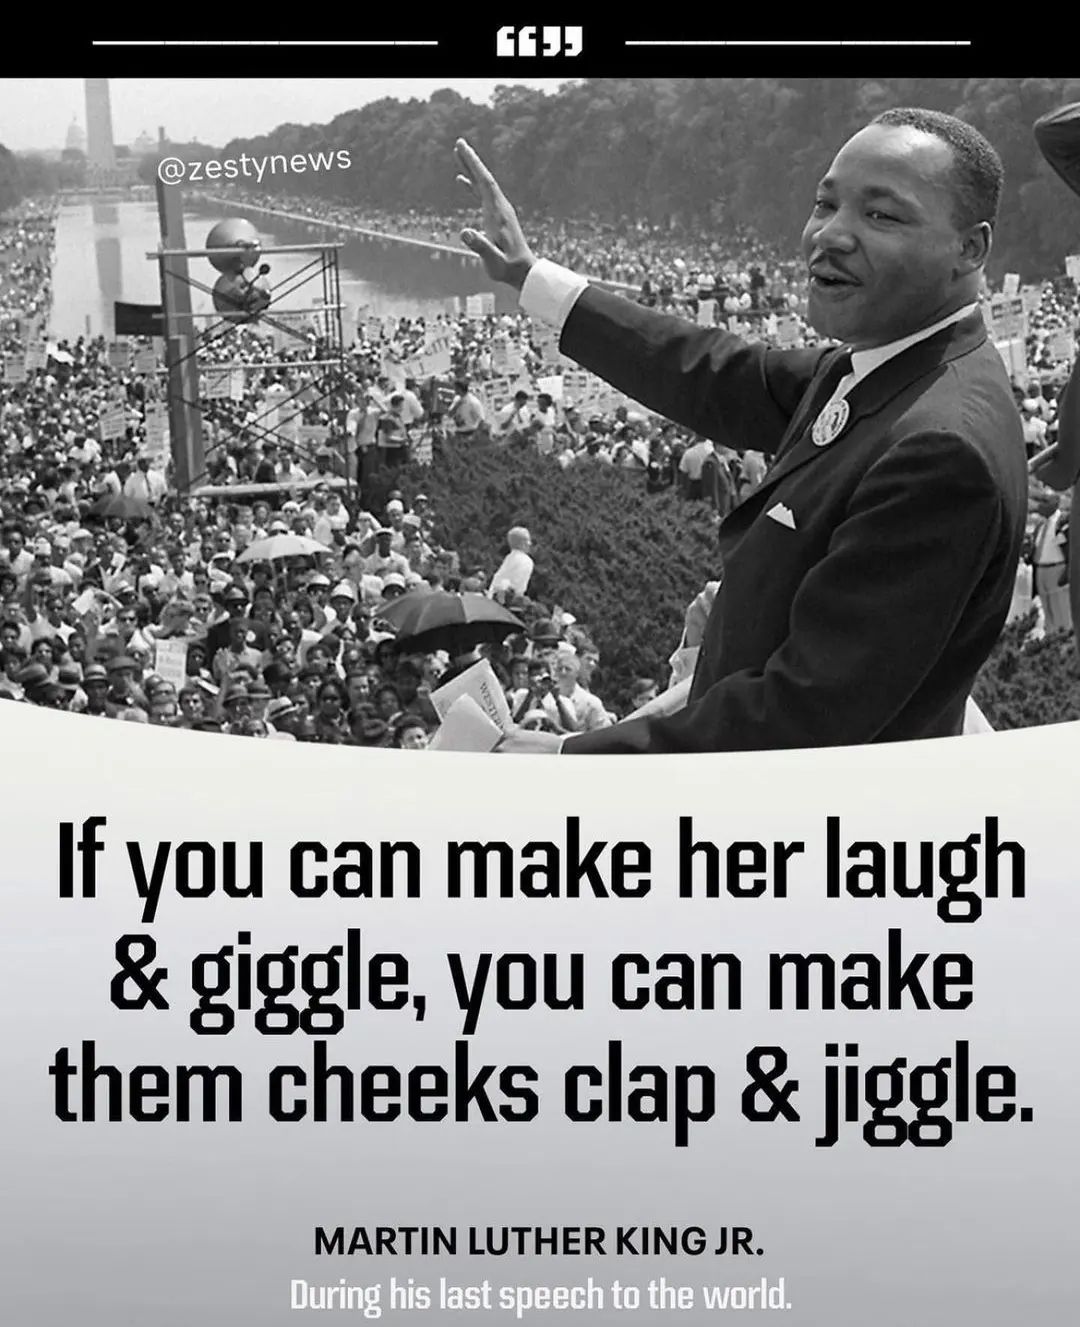 @zestynews
If you can make her laugh
& giggle, you can make
them cheeks clap & jiggle.
MARTIN LUTHER KING JR.
During his last speech to the world.